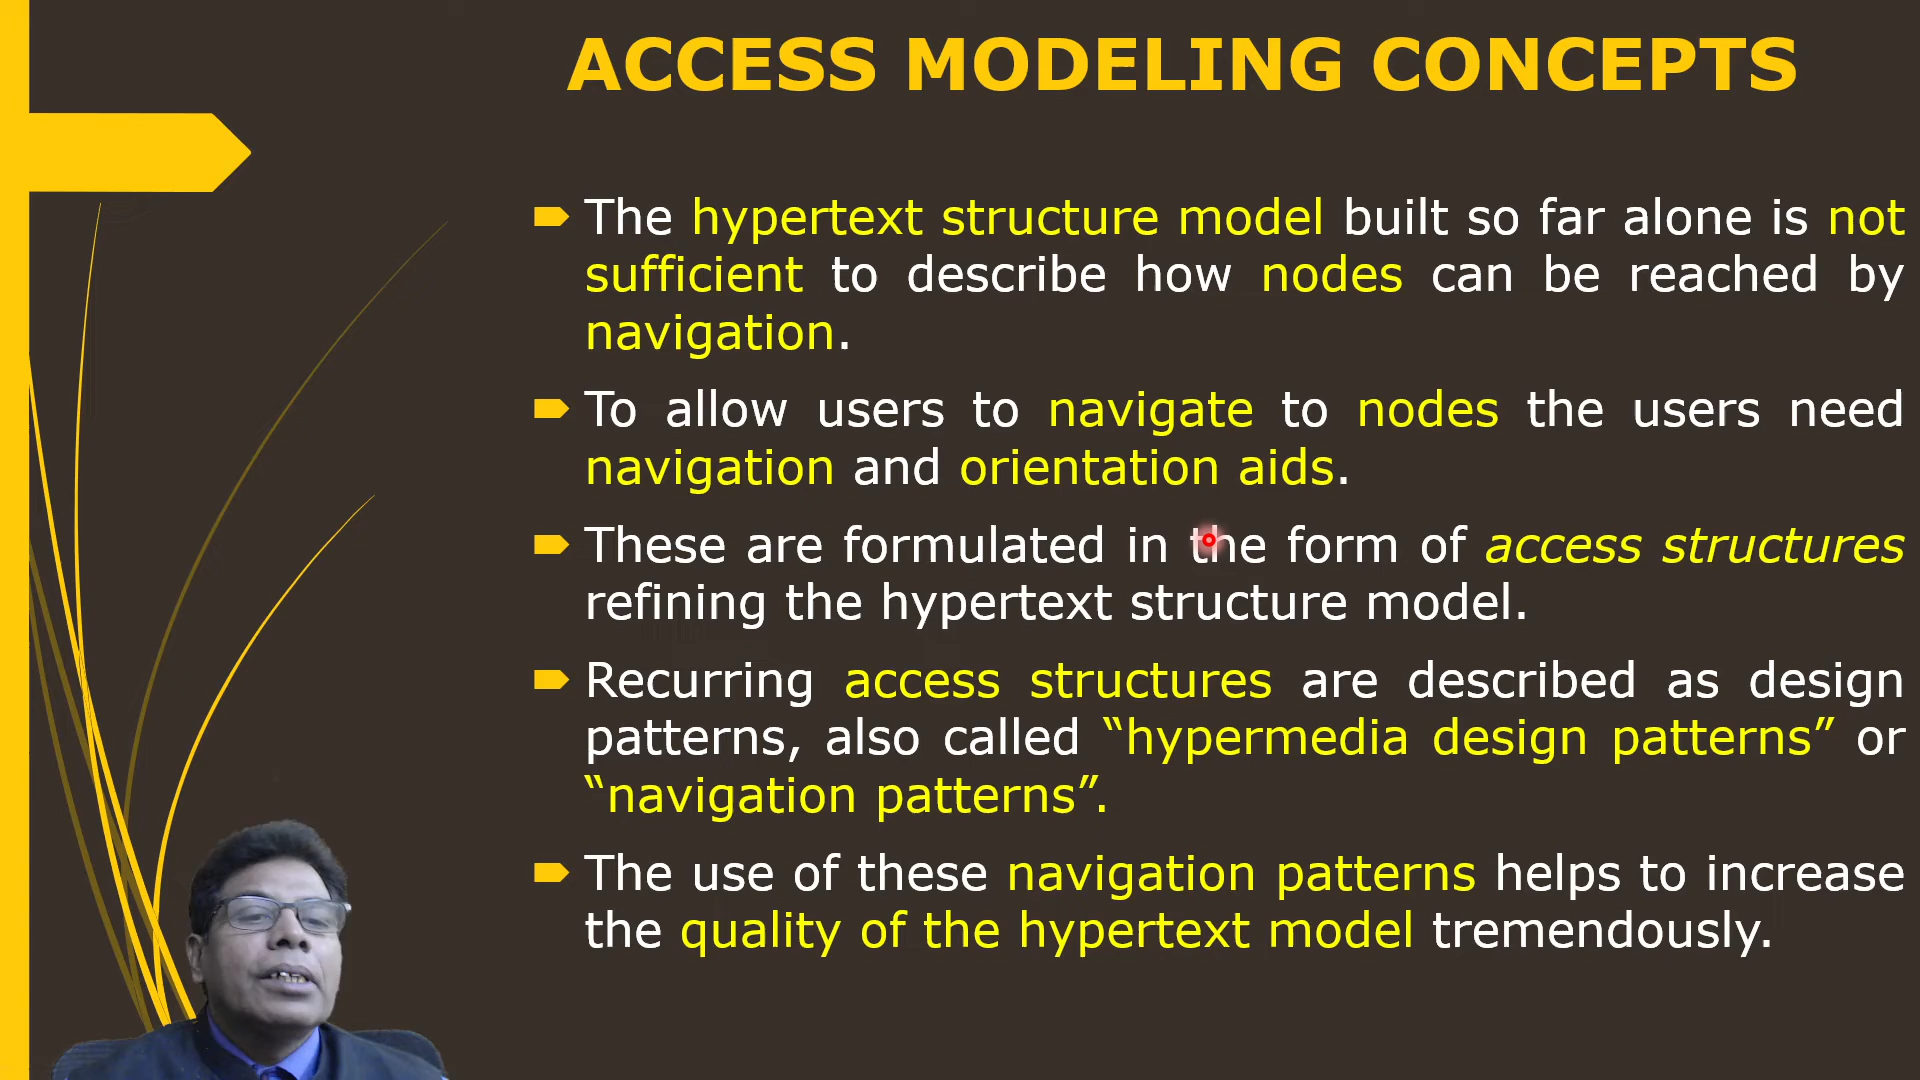 ACCESS MODELING CONCEPTS
The hypertext structure model built so far alone is not
sufficient to describe how nodes can be reached by
navigation.
To allow users to navigate to nodes the users need
navigation and orientation aids.
These are formulated in the form of access structures
refining the hypertext structure model.
Recurring access structures are described as design
patterns, also called “hypermedia design patterns” or
“navigation patterns”.
The use of these navigation patterns helps to increase
the quality of the hypertext model tremendously.